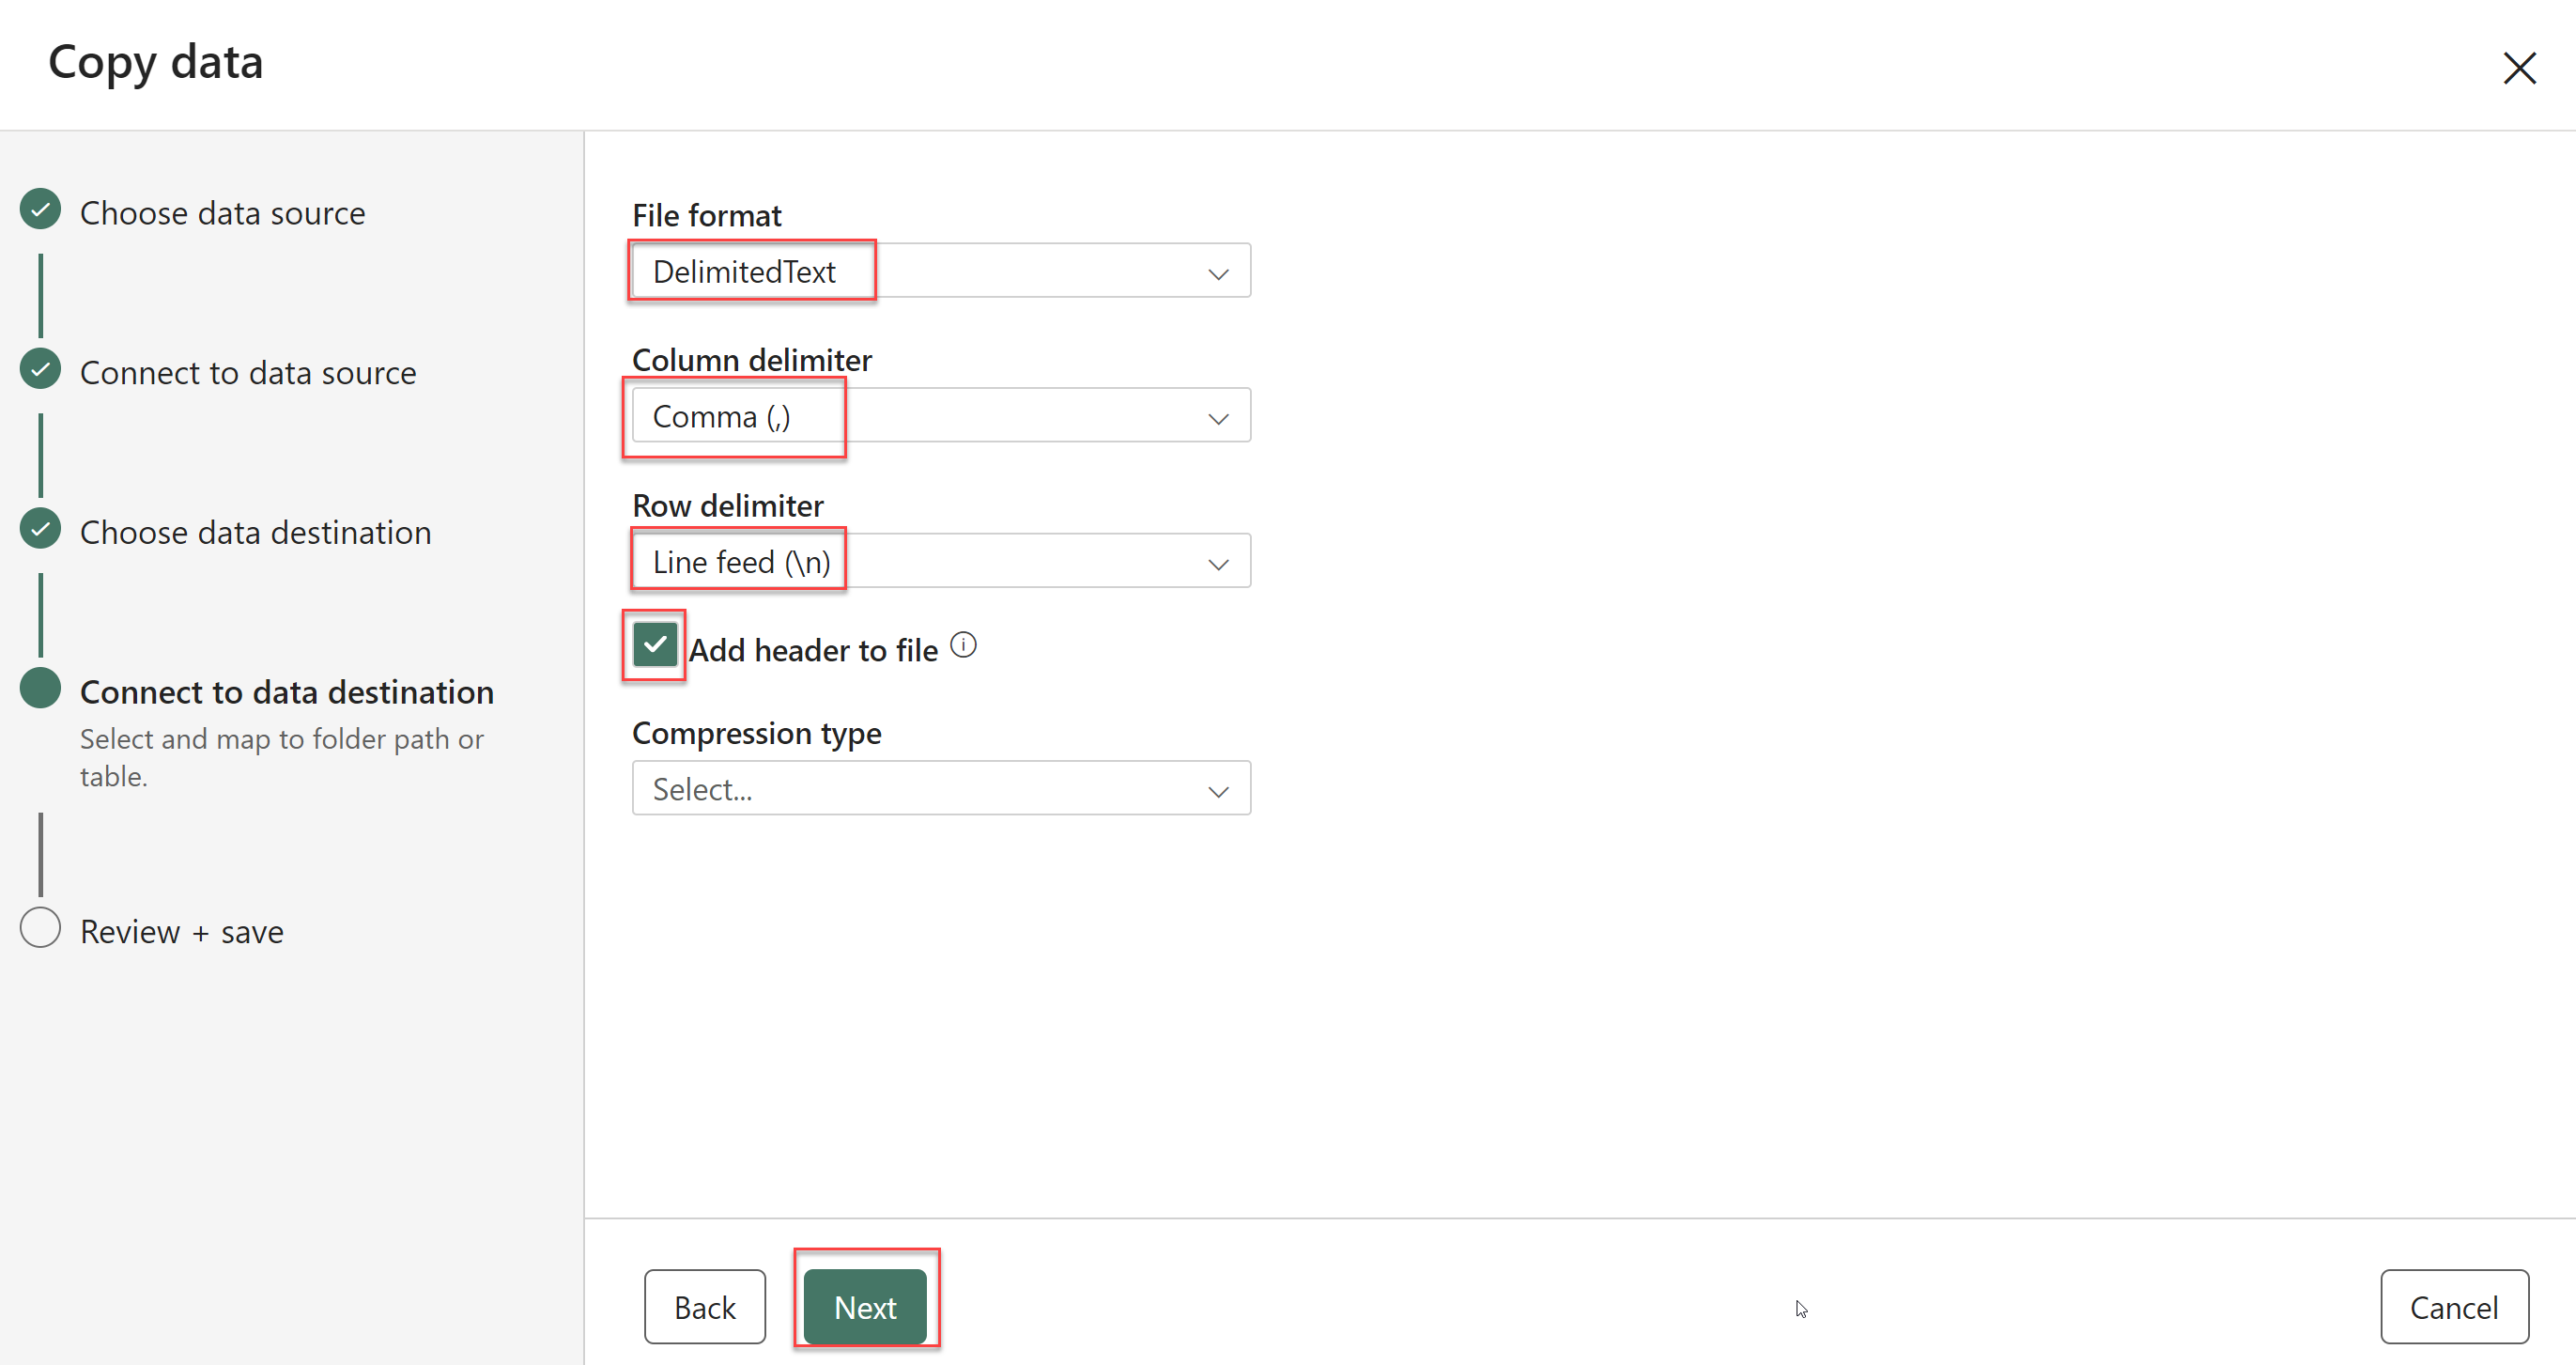 Copy data
Choose data source
Connect to data source
Choose data destination
Connect to data destination
Select and map to folder path or
table.
Review + save
File format
DelimitedText
Column delimiter
Comma (,)
Row delimiter
Line feed (\n)
Add header to file
Compression type
Select...
Back
Next
Cancel